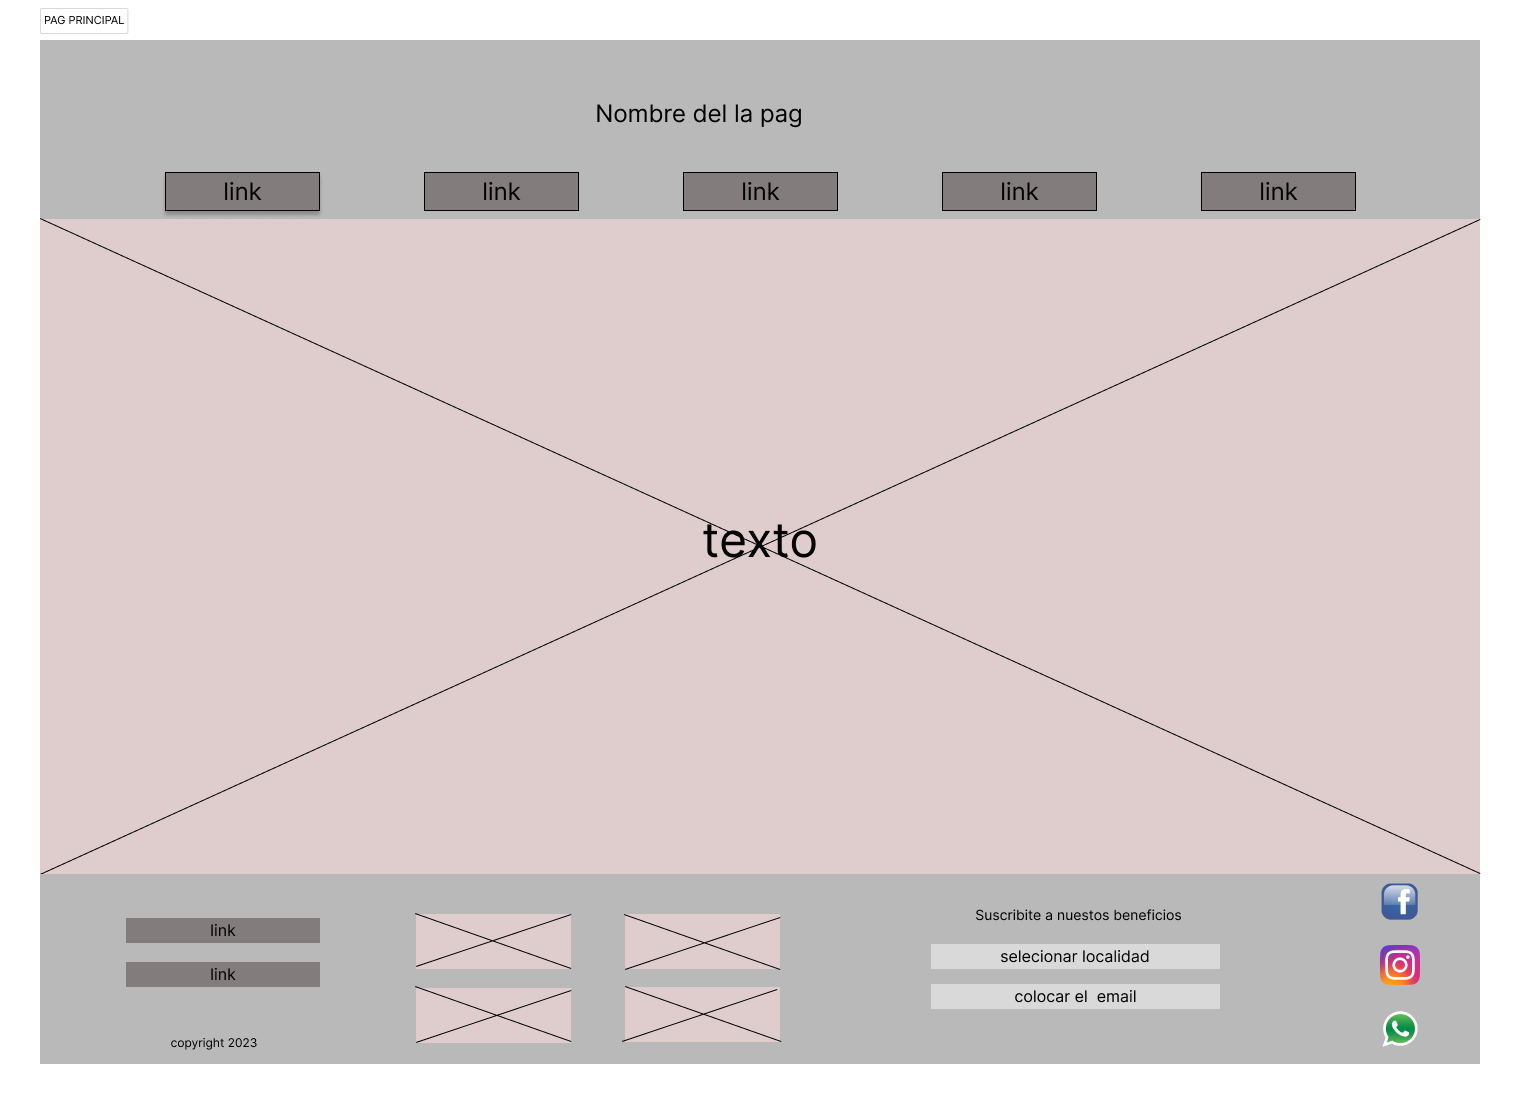 PAG PRINCIPAL
Nombre del la pag
link
link
link
link
link
texto
link
link
copyright 2023
Suscribite a nuestos beneficios
selecionar localidad
colocar el  email